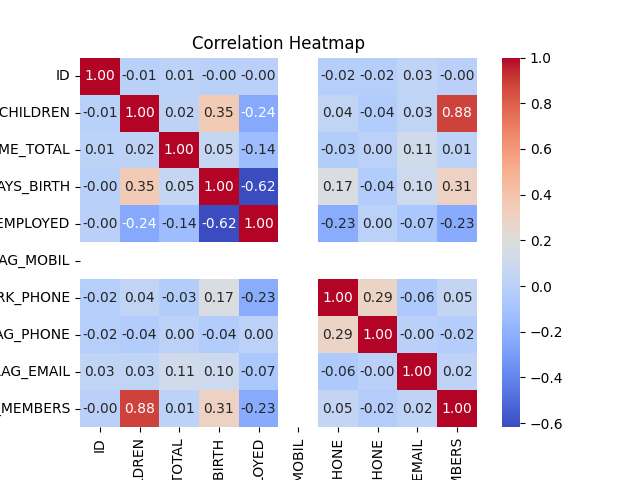 Correlation Heatmap
ID 1.00 -0.01 0.01 -0.00 -0.00 -0.02 -0.02 0.03 -0.00 1.0
CHILDREN -0.01 1.00 0.02 0.35 -0.24 0.04 -0.04 0.03 0.88 0.8
ME_TOTAL 0.01 0.02 1.00 0.05 -0.14 -0.03 0.00 0.11 0.01 0.6
AYS_BIRTH -0.00 0.35 0.05 1.00 -0.62 0.17 -0.04 0.10 0.31 0.4
EMPLOYED -0.00 -0.24 -0.14 -0.62 1.00 -0.23 0.00 -0.07 -0.23 0.2
AG_MOBIL 0.0
RK_PHONE -0.02 0.04 -0.03 0.17 -0.23 1.00 0.29 -0.06 0.05
AG_PHONE -0.02 -0.04 0.00 -0.04 0.00 0.29 1.00 -0.00 -0.02 −0.2
AG_EMAIL 0.03 0.03 0.11 0.10 -0.07 -0.06 -0.00 1.00 0.02 −0.4
_MEMBERS -0.00 0.88 0.01 0.31 -0.23 0.05 -0.02 0.02 1.00 −0.6
ID
DREN
TOTAL
BIRTH
OYED
MOBIL
HONE
HONE
EMAIL
MBERS